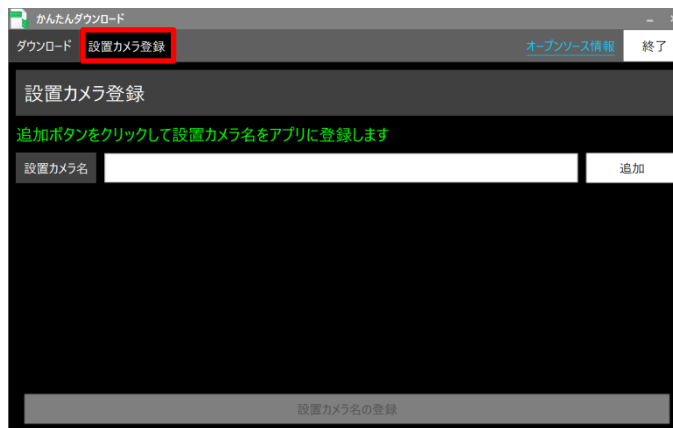 かんたんダウンロード
ダウンロード 設置カメラ登録 オープンソース情報 終了
設置カメラ登録
追加ボタンをクリックして設置カメラ名をアプリに登録します
設置カメラ名 追加
設置カメラ名の登録